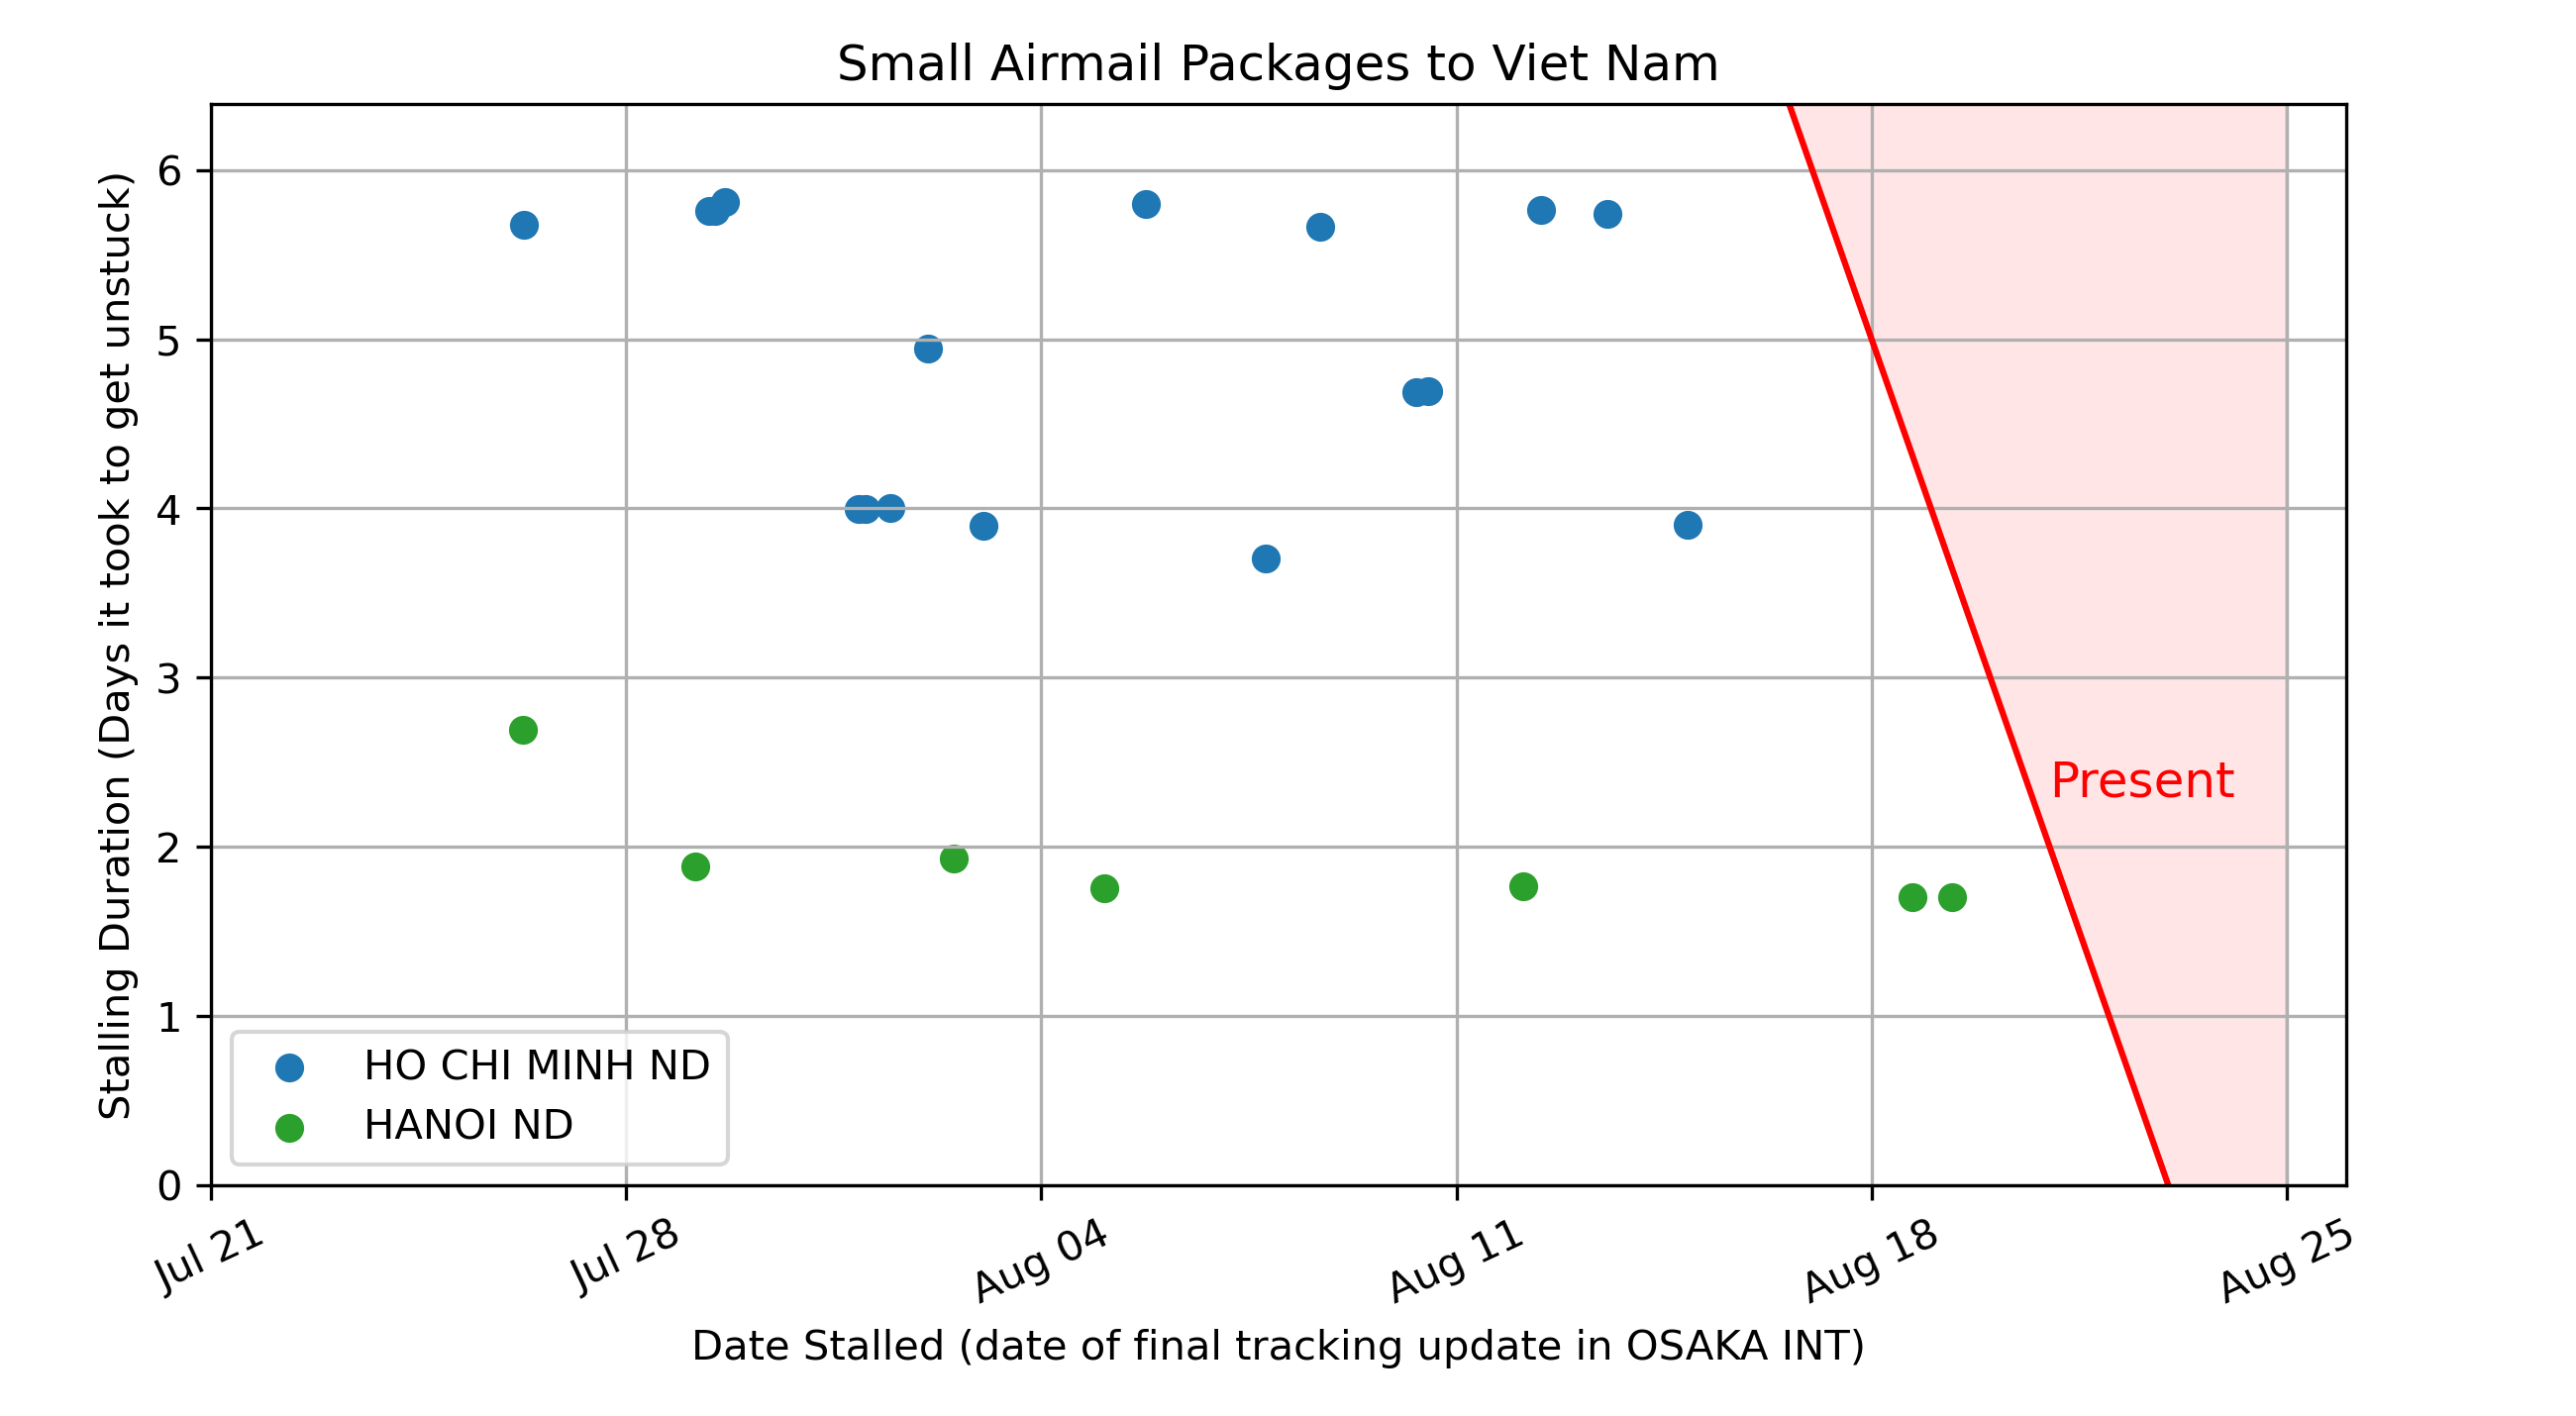 Small Airmail Packages to Viet Nam
Stalling Duration (Days it took to get unstuck)
6
5
4
3
2
1
0
Present
HO CHI MINH ND
HANOI ND
Jul 21
Jul 28
Aug 04
Aug 11
Aug 18
Aug 25
Date Stalled (date of final tracking update in OSAKA INT)